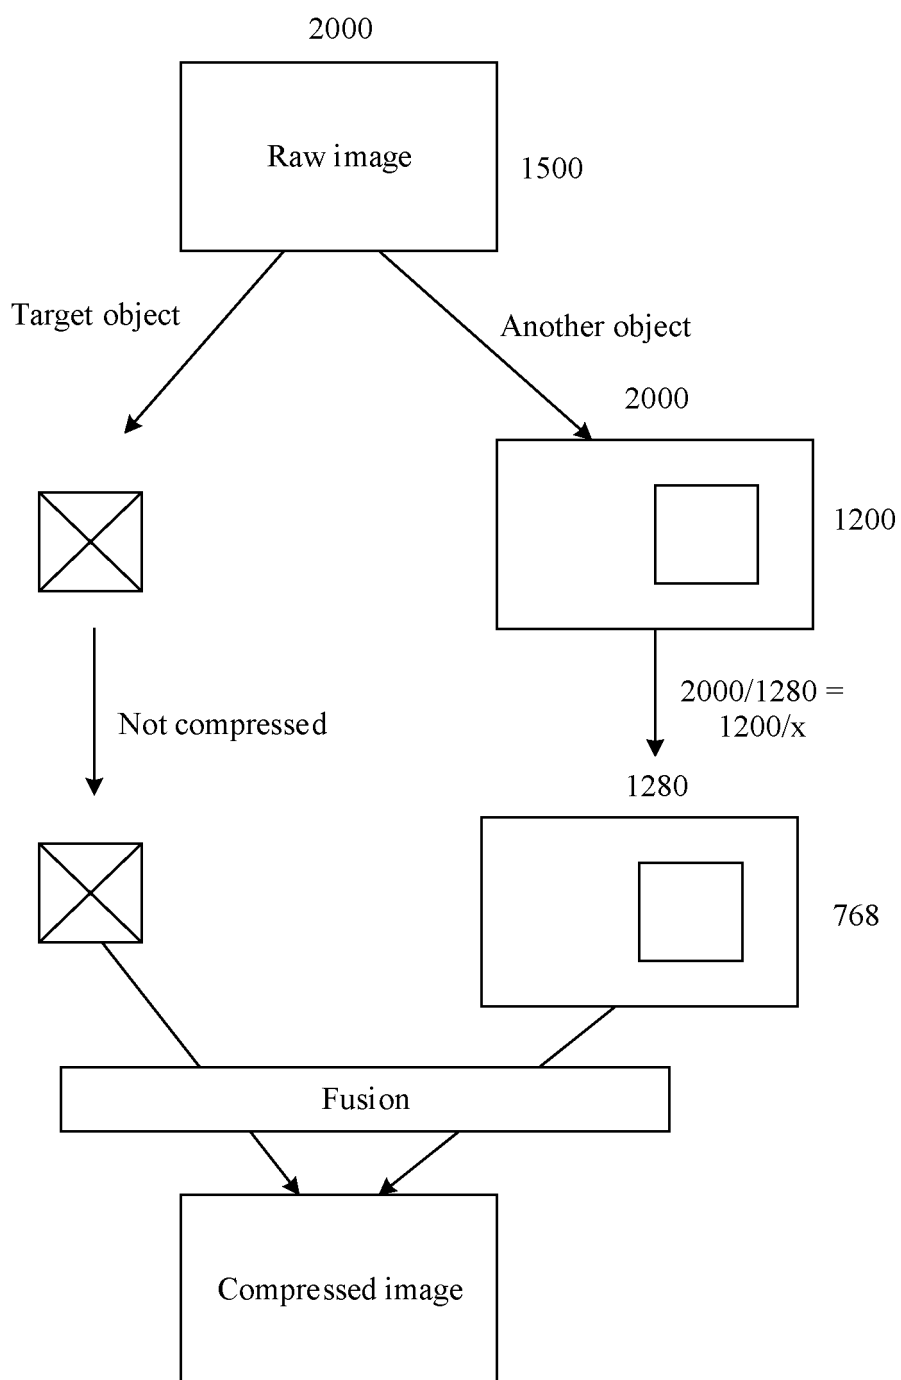 2000
Raw image
1500
Target object
Another object
2000
1200
2000/1280 =
1200/x
Not compressed
1280
768
Fusion
Compressed image